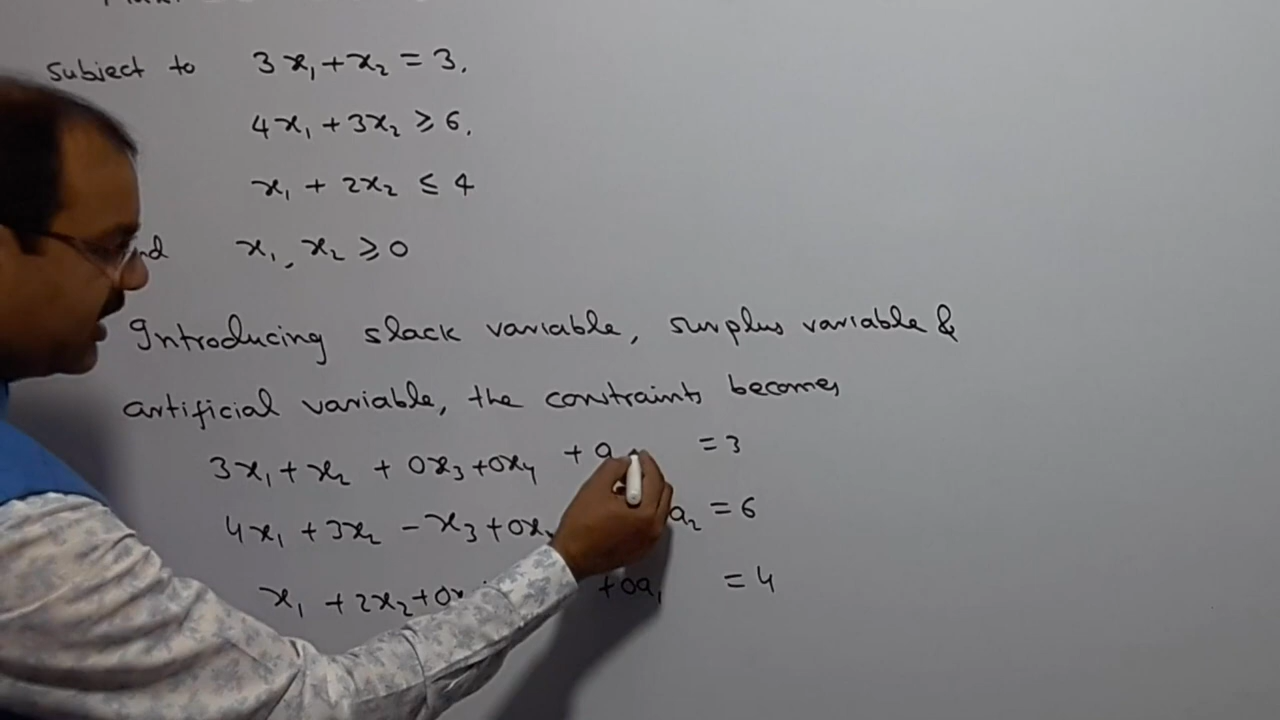 Subject to 3x₁ + x₂ = 3.
4x₁ + 3x₂ ≥ 6.
x₁ + 2x₂ ≤ 4
x₁, x₂ ≥ 0
Introducing slack variable, surplus variable &
artificial variable, the constraints becomes
3x₁ + x₂ + 0x₃ + 0x₄ + a = 3
4x₁ + 3x₂ - x₃ + 0x a₂ = 6
x₁ + 2x₂ + 0x + 0a₁ = 4